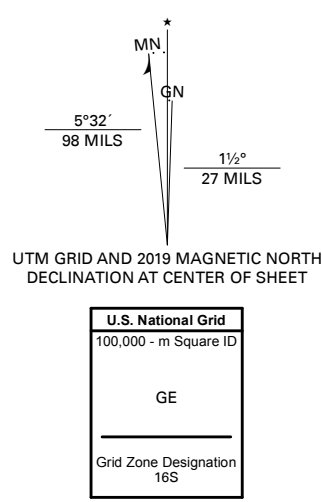 MN
GN
5°32´
98 MILS
1½°
27 MILS
UTM GRID AND 2019 MAGNETIC NORTH
DECLINATION AT CENTER OF SHEET
U.S. National Grid
100,000 - m Square ID
GE
Grid Zone Designation
16S